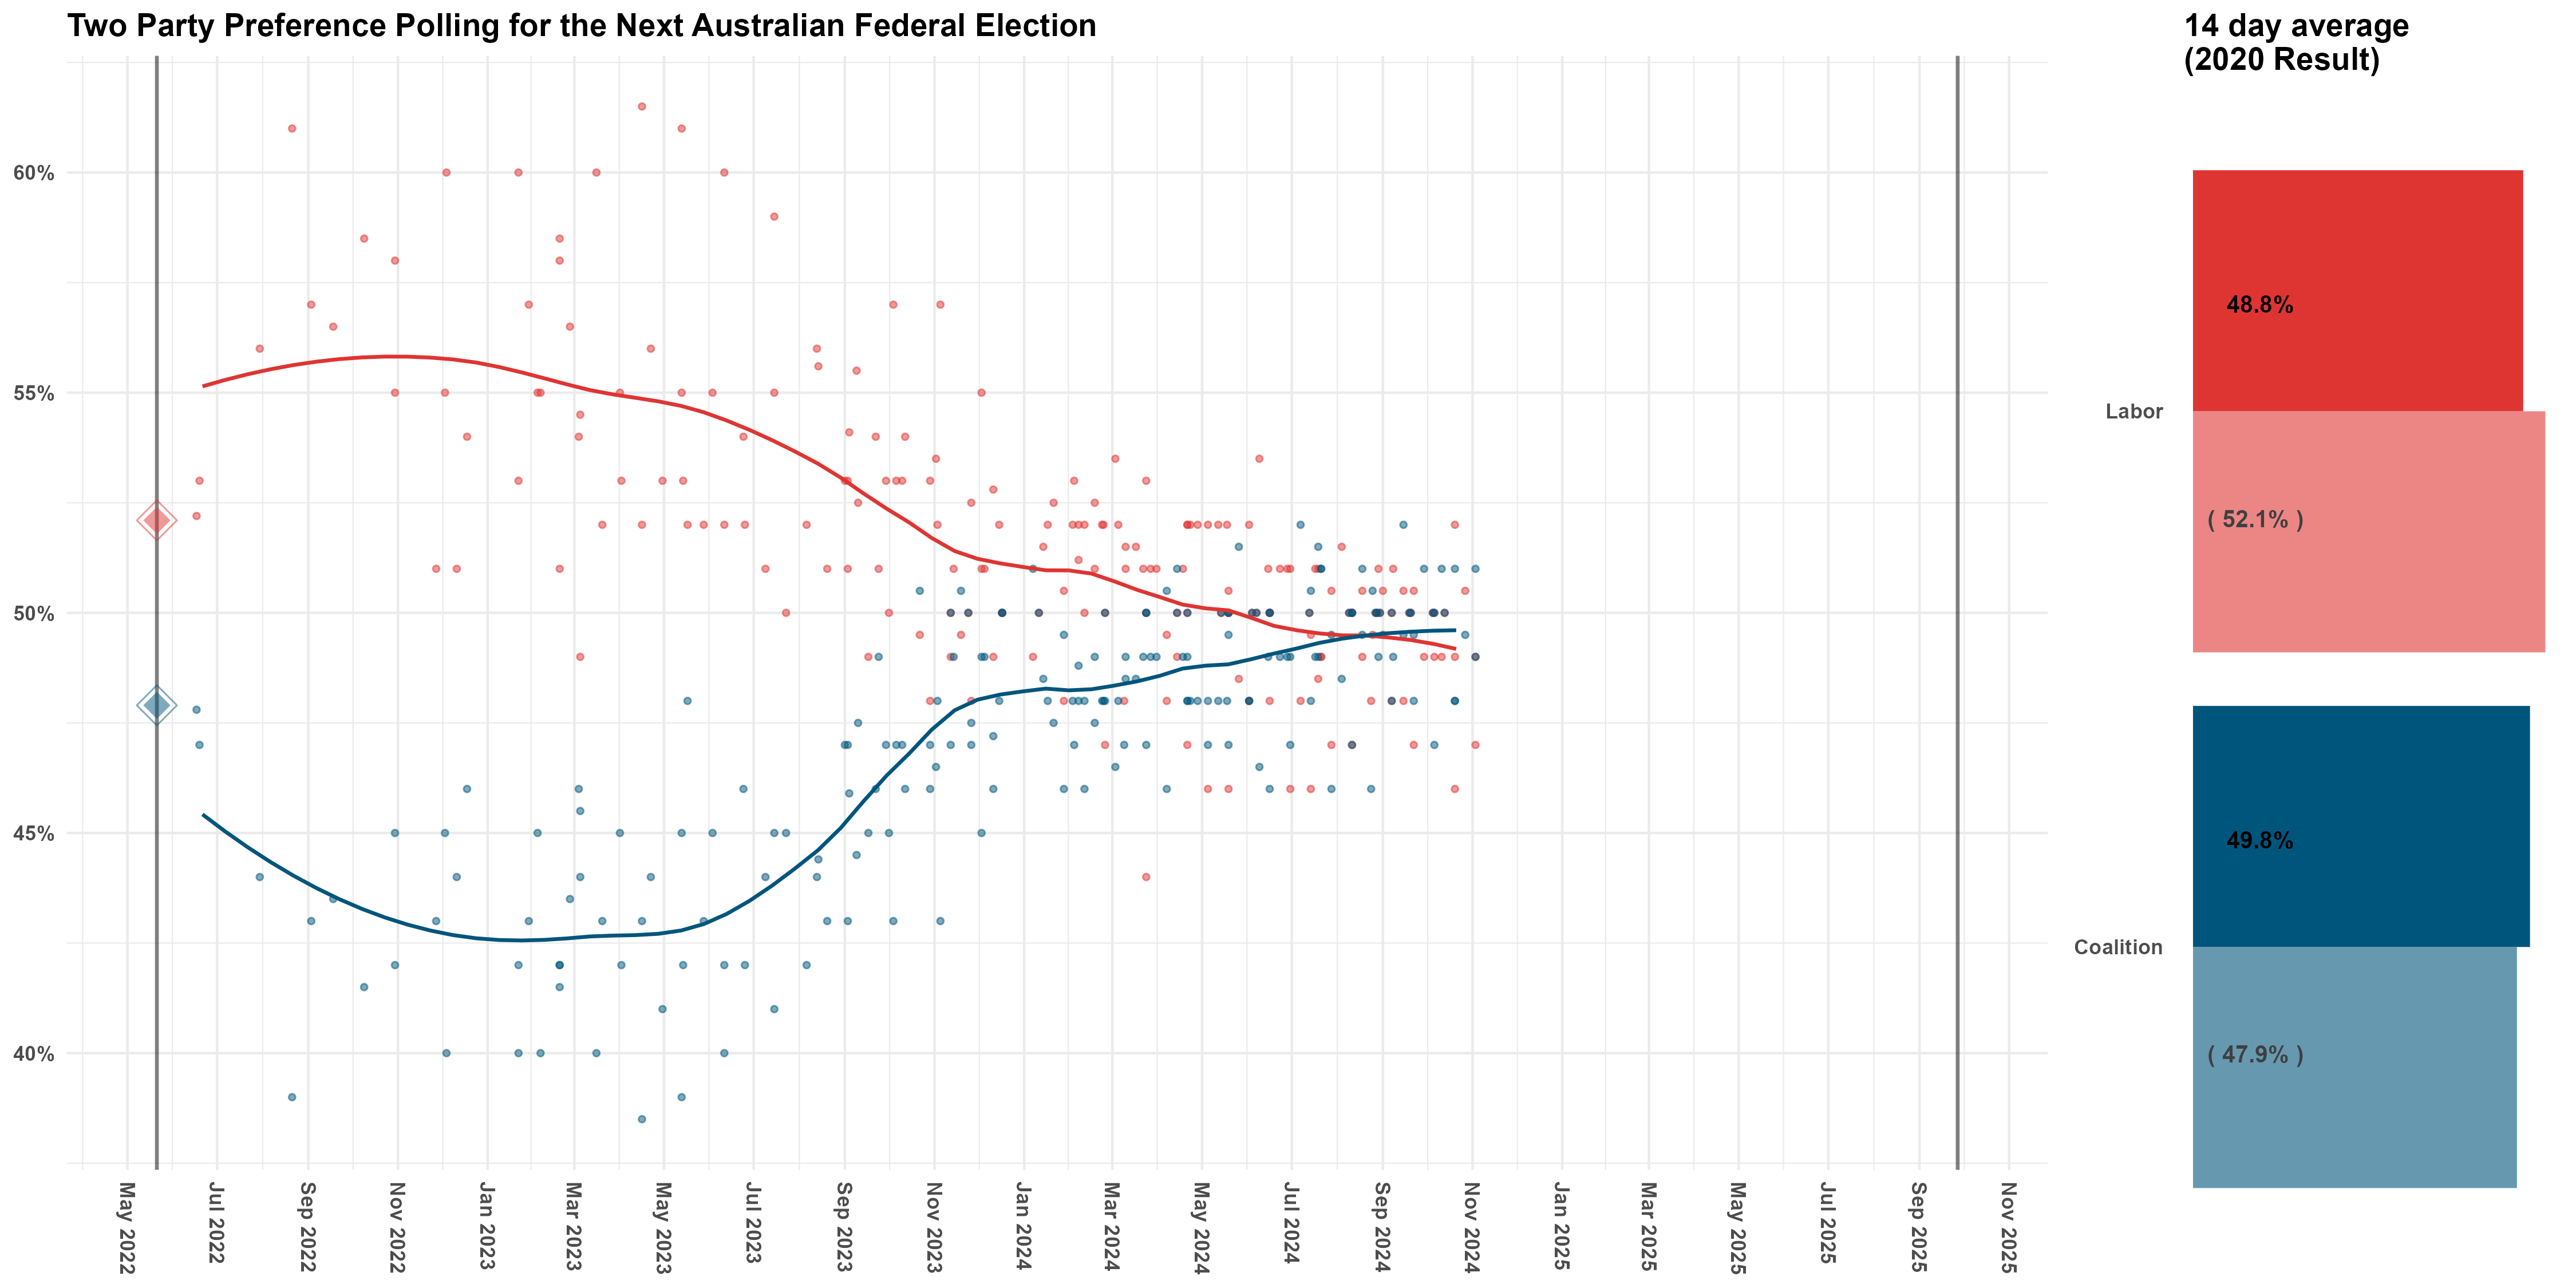 Two Party Preference Polling for the Next Australian Federal Election
14 day average
(2020 Result)
60%
55%
50%
45%
40%
May 2022
Jul 2022
Sep 2022
Nov 2022
Jan 2023
Mar 2023
May 2023
Jul 2023
Sep 2023
Nov 2023
Jan 2024
Mar 2024
May 2024
Jul 2024
Sep 2024
Nov 2024
Jan 2025
Mar 2025
May 2025
Jul 2025
Sep 2025
Nov 2025
Labor
48.8%
( 52.1% )
Coalition
49.8%
( 47.9% )